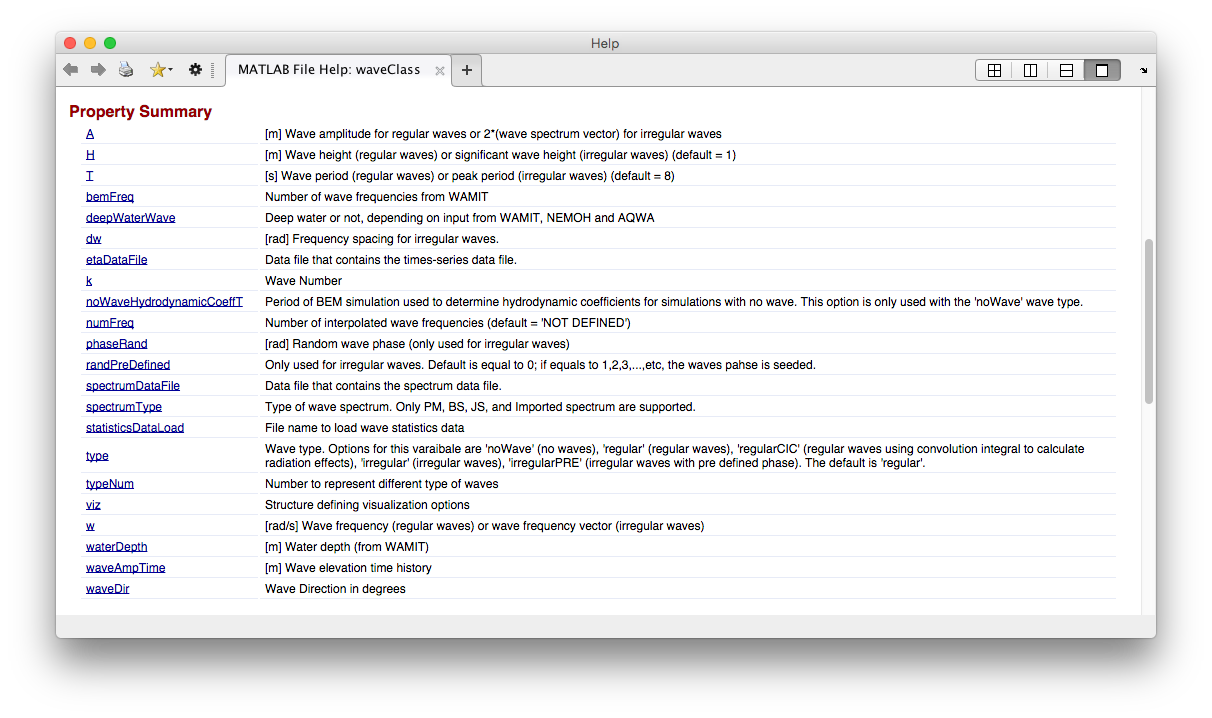 Help
MATLAB File Help: waveClass
Property Summary
A [m] Wave amplitude for regular waves or 2*(wave spectrum vector) for irregular waves
H [m] Wave height (regular waves) or significant wave height (irregular waves) (default = 1)
T [s] Wave period (regular waves) or peak period (irregular waves) (default = 8)
bemFreq Number of wave frequencies from WAMIT
deepWaterWave Deep water or not, depending on input from WAMIT, NEMOH and AQWA
dw [rad] Frequency spacing for irregular waves.
etaDataFile Data file that contains the times-series data file.
k Wave Number
noWaveHydrodynamicCoeffT Period of BEM simulation used to determine hydrodynamic coefficients for simulations with no wave. This option is only used with the 'noWave' wave type.
numFreq Number of interpolated wave frequencies (default = 'NOT DEFINED')
phaseRand [rad] Random wave phase (only used for irregular waves)
randPreDefined Only used for irregular waves. Default is equal to 0; if equals to 1,2,3,...,etc, the waves pahse is seeded.
spectrumDataFile Data file that contains the spectrum data file.
spectrumType Type of wave spectrum. Only PM, BS, JS, and Imported spectrum are supported.
statisticsDataLoad File name to load wave statistics data
type Wave type. Options for this varaibale are 'noWave' (no waves), 'regular' (regular waves), 'regularCIC' (regular waves using convolution integral to calculate
radiation effects), 'irregular' (irregular waves), 'irregularPRE' (irregular waves with pre defined phase). The default is 'regular'.
typeNum Number to represent different type of waves
viz Structure defining visualization options
w [rad/s] Wave frequency (regular waves) or wave frequency vector (irregular waves)
waterDepth [m] Water depth (from WAMIT)
waveAmpTime [m] Wave elevation time history
waveDir Wave Direction in degrees